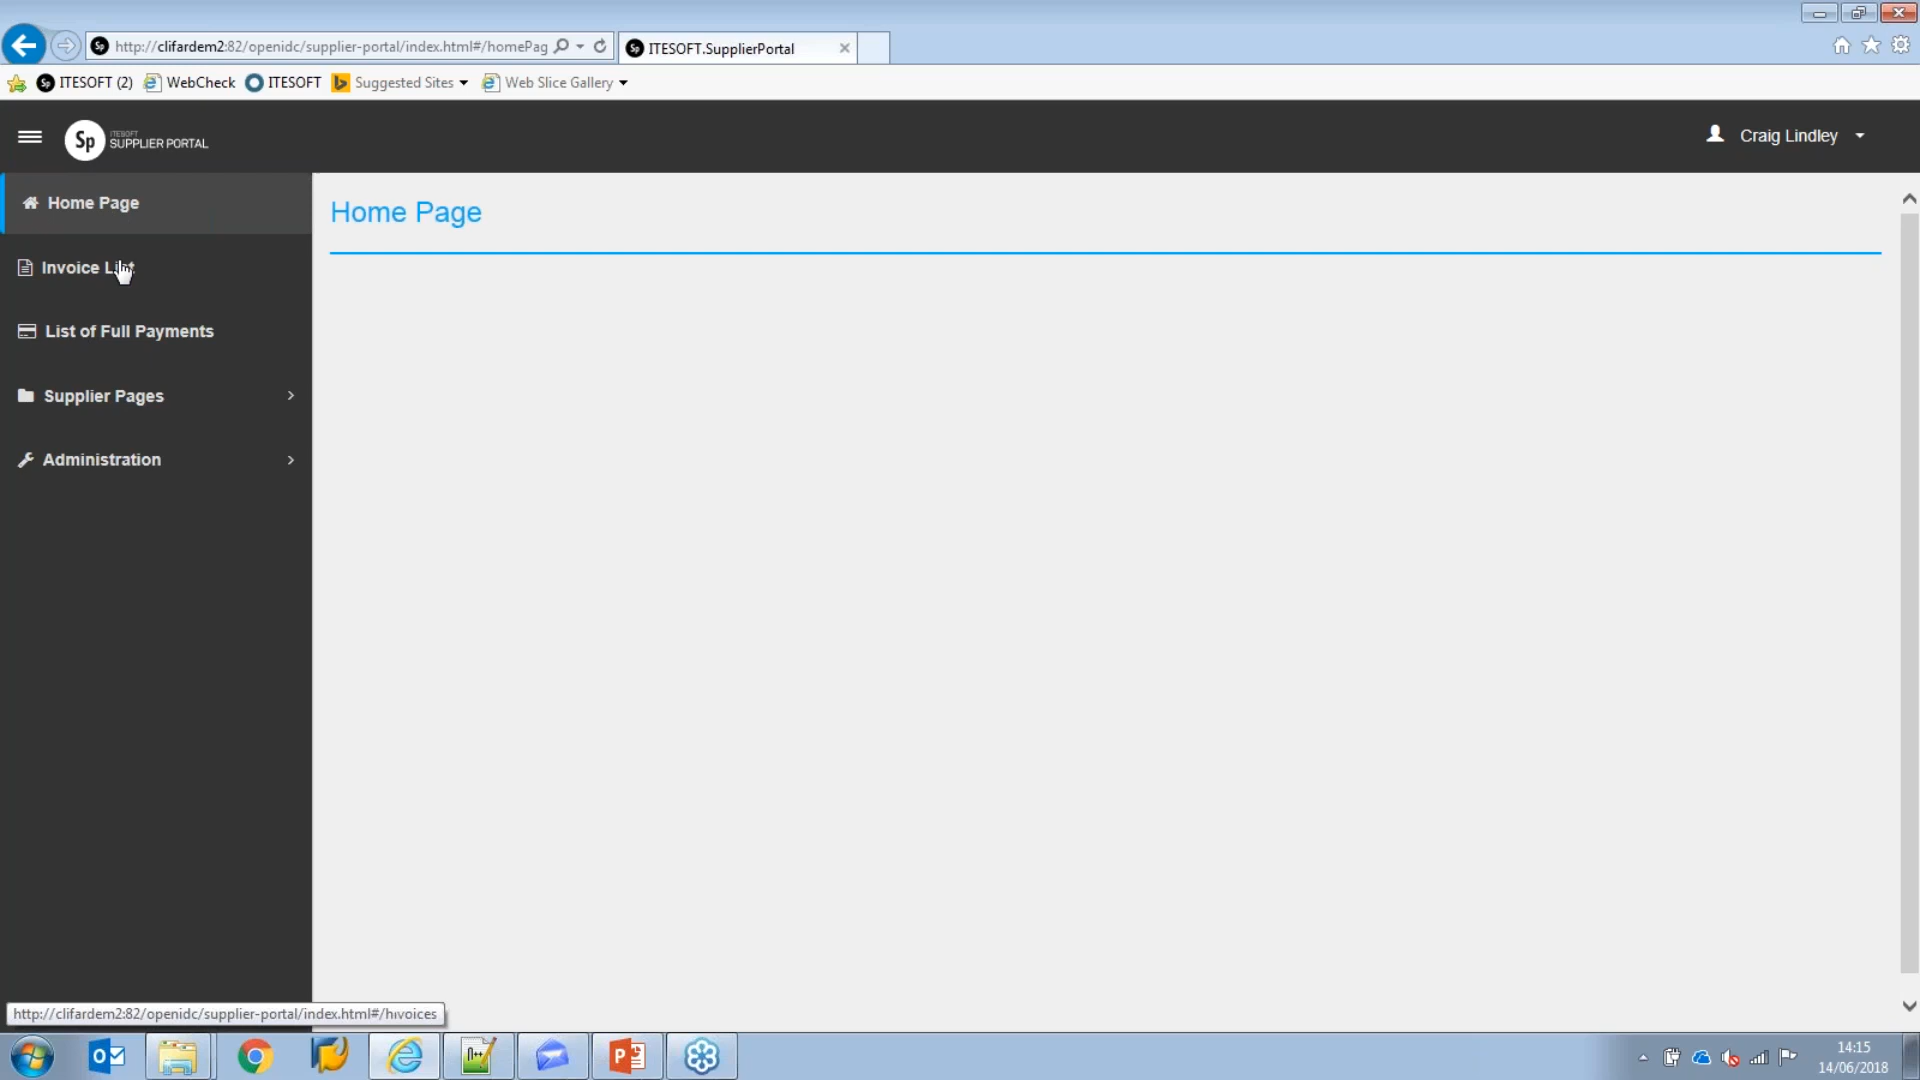 http://clifardem2:82/openidc/supplier-portal/index.html#/homePag
ITESOFT.SupplierPortal
ITESOFT (2)
WebCheck
ITESOFT
Suggested Sites
Web Slice Gallery
Sp
ITESOFT
SUPPLIER PORTAL
Craig Lindley
Home Page
Invoice List
List of Full Payments
Supplier Pages
Administration
Home Page
http://clifardem2:82/openidc/supplier-portal/index.html#/hivoices
14:15
14/06/2018